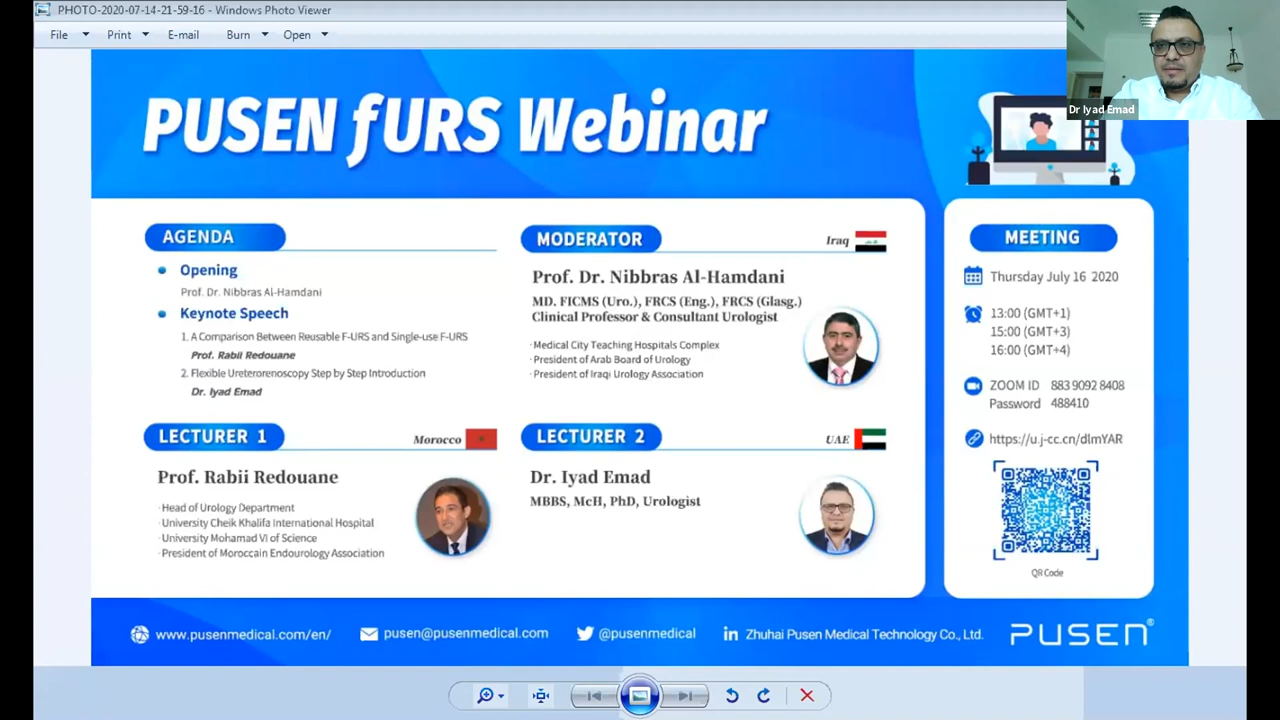 PHOTO-2020-07-14-21-59-16 - Windows Photo Viewer
File Print E-mail Burn Open
Dr Iyad Emad
PUSEN fURS Webinar
AGENDA
Opening
Prof. Dr. Nibbras Al-Hamdani
Keynote Speech
1. A Comparison Between Reusable F-URS and Single-use F-URS
Prof. Rabii Redouane
2. Flexible Ureterorenoscopy Step by Step Introduction
Dr. Iyad Emad
MODERATOR
Iraq
Prof. Dr. Nibbras Al-Hamdani
MD. FICMS (Uro.), FRCS (Eng.), FRCS (Glasg.)
Clinical Professor & Consultant Urologist
·Medical City Teaching Hospitals Complex
·President of Arab Board of Urology
·President of Iraqi Urology Association
LECTURER 1
Morocco
Prof. Rabii Redouane
·Head of Urology Department
·University Cheik Khalifa International Hospital
·University Mohamad VI of Science
·President of Moroccain Endourology Association
LECTURER 2
UAE
Dr. Iyad Emad
MBBS, McH, PhD, Urologist
MEETING
Thursday July 16 2020
13:00 (GMT+1)
15:00 (GMT+3)
16:00 (GMT+4)
ZOOM ID 883 9092 8408
Password 488410
https://u.j-cc.cn/dlmYAR
QR Code
www.pusenmedical.com/en/ pusen@pusenmedical.com @pusenmedical in Zhuhai Pusen Medical Technology Co., Ltd. PUSEN®